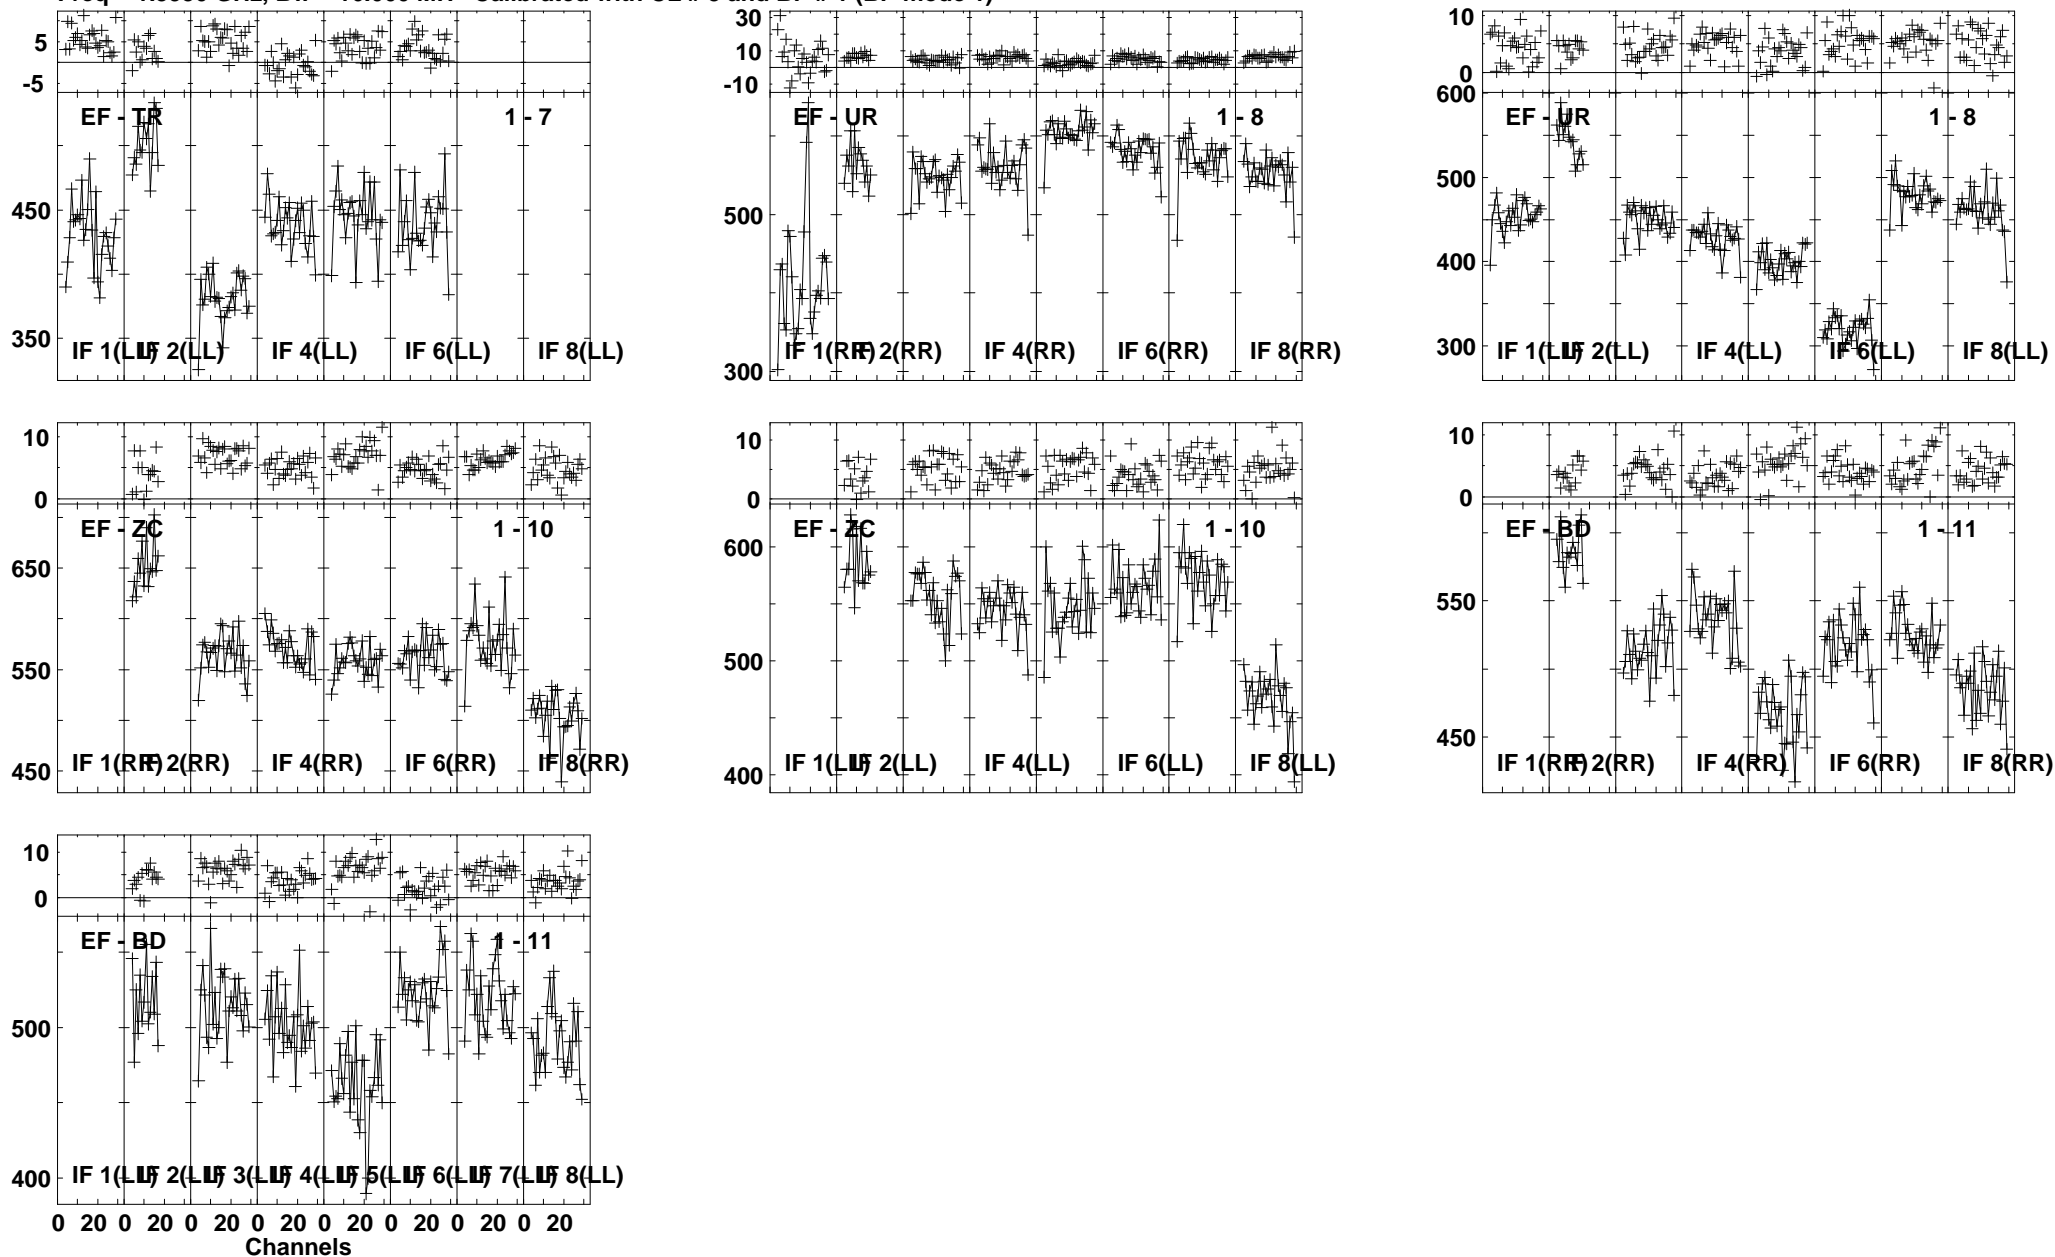 5
-5
EF - TR
1 - 7
450
350
IF 1(LL)
IF 2(LL)
IF 4(LL)
IF 6(LL)
IF 8(LL)
30
10
-10
EF - UR
1 - 8
500
300
IF 1(RR)
IF 2(RR)
IF 4(RR)
IF 6(RR)
IF 8(RR)
10
0
600
EF - UR
1 - 8
500
400
300
IF 1(LL)
IF 2(LL)
IF 4(LL)
IF 6(LL)
IF 8(LL)
10
0
EF - ZC
1 - 10
650
550
450
IF 1(RR)
IF 2(RR)
IF 4(RR)
IF 6(RR)
IF 8(RR)
10
0
EF - ZC
1 - 10
600
500
400
IF 1(LL)
IF 2(LL)
IF 4(LL)
IF 6(LL)
IF 8(LL)
10
0
EF - BD
1 - 11
550
450
IF 1(RR)
IF 2(RR)
IF 4(RR)
IF 6(RR)
IF 8(RR)
10
0
EF - BD
1 - 11
500
400
IF 1(LL)
IF 2(LL)
IF 3(LL)
IF 4(LL)
IF 5(LL)
IF 6(LL)
IF 7(LL)
IF 8(LL)
0 20 0 20 0 20 0 20 0 20 0 20 0 20 0 20
Channels